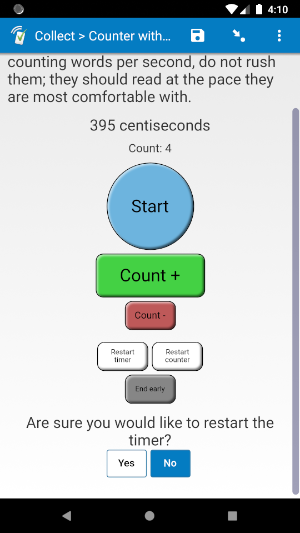 4:10
Collect > Counter with...
counting words per second, do not rush
them; they should read at the pace they
are most comfortable with.
395 centiseconds
Count: 4
Start
Count +
Count -
Restart
timer
Restart
counter
End early
Are sure you would like to restart the
timer?
Yes
No